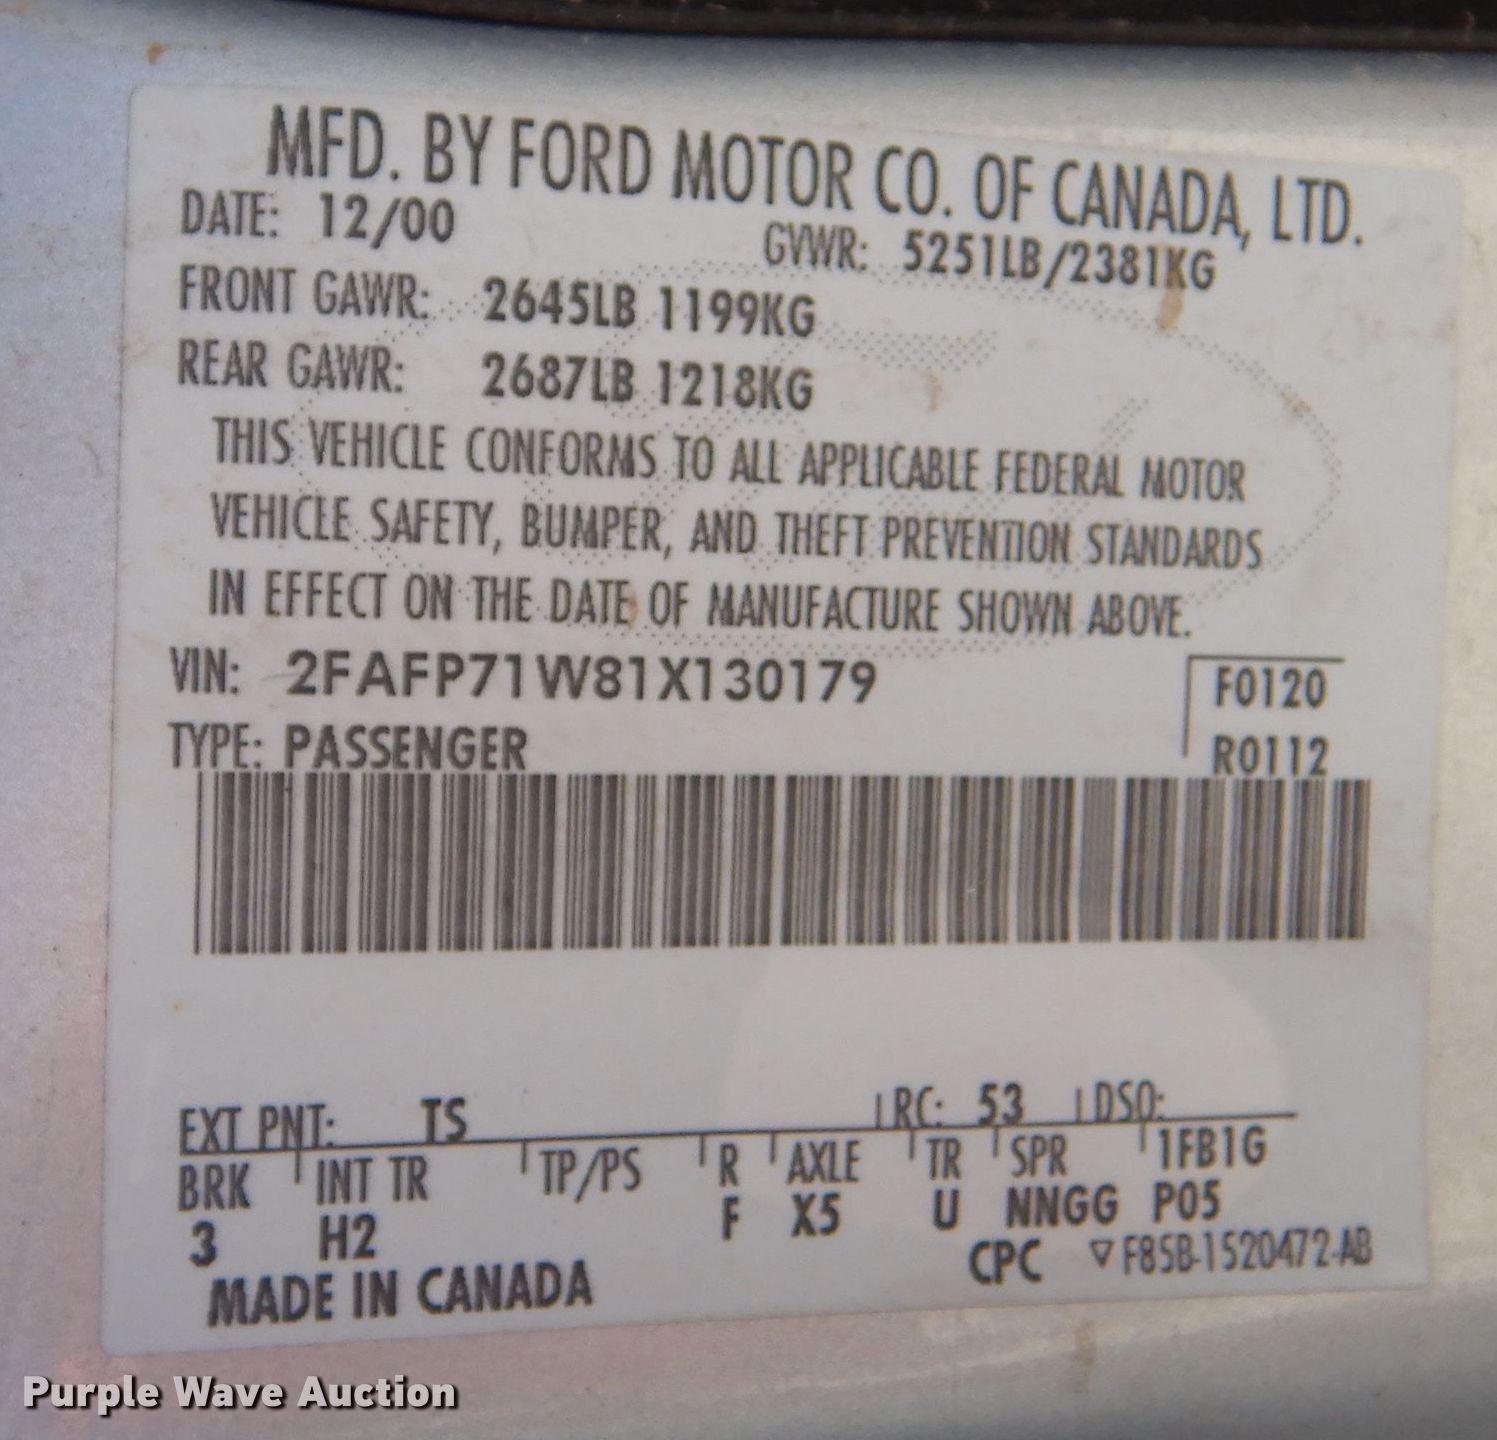 MFD. BY FORD MOTOR CO. OF CANADA, LTD.
DATE: 12/00
GVWR: 5251LB/2381KG
FRONT GAWR: 2645LB 1199KG
REAR GAWR: 2687LB 1218KG
THIS VEHICLE CONFORMS TO ALL APPLICABLE FEDERAL MOTOR
VEHICLE SAFETY, BUMPER, AND THEFT PREVENTION STANDARDS
IN EFFECT ON THE DATE OF MANUFACTURE SHOWN ABOVE.
VIN: 2FAFP71W81X130179
F0120
TYPE: PASSENGER
R0112
EXT PNT: TS RC: 53 DSO:
BRK INT TR TP/PS R AXLE TR SPR 1FB1G
3 H2 F X5 U NNGG P05
MADE IN CANADA
CPC ▽ F85B-1520472-AB
Purple Wave Auction